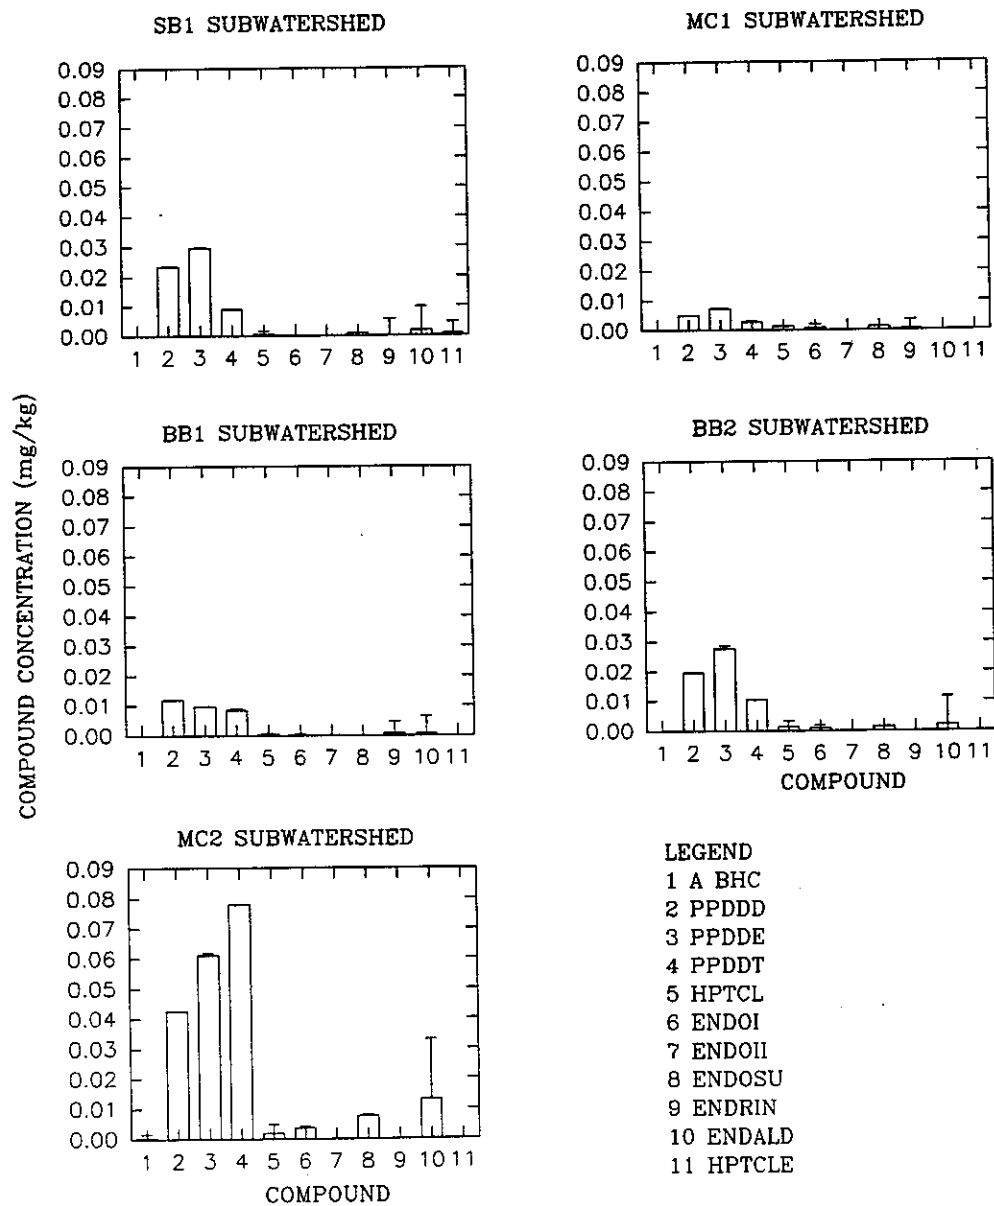 SB1 SUBWATERSHED
0.09
0.08
0.07
0.06
0.05
0.04
0.03
0.02
0.01
0.00
1 2 3 4 5 6 7 8 9 10 11
MC1 SUBWATERSHED
0.09
0.08
0.07
0.06
0.05
0.04
0.03
0.02
0.01
0.00
1 2 3 4 5 6 7 8 9 10 11
COMPOUND CONCENTRATION (mg/kg)
BB1 SUBWATERSHED
0.09
0.08
0.07
0.06
0.05
0.04
0.03
0.02
0.01
0.00
1 2 3 4 5 6 7 8 9 10 11
BB2 SUBWATERSHED
0.09
0.08
0.07
0.06
0.05
0.04
0.03
0.02
0.01
0.00
1 2 3 4 5 6 7 8 9 10 11
COMPOUND
MC2 SUBWATERSHED
0.09
0.08
0.07
0.06
0.05
0.04
0.03
0.02
0.01
0.00
1 2 3 4 5 6 7 8 9 10 11
COMPOUND
LEGEND
1 A BHC
2 PPDDD
3 PPDDE
4 PPDDT
5 HPTCL
6 ENDOI
7 ENDOII
8 ENDOSU
9 ENDRIN
10 ENDALD
11 HPTCLE